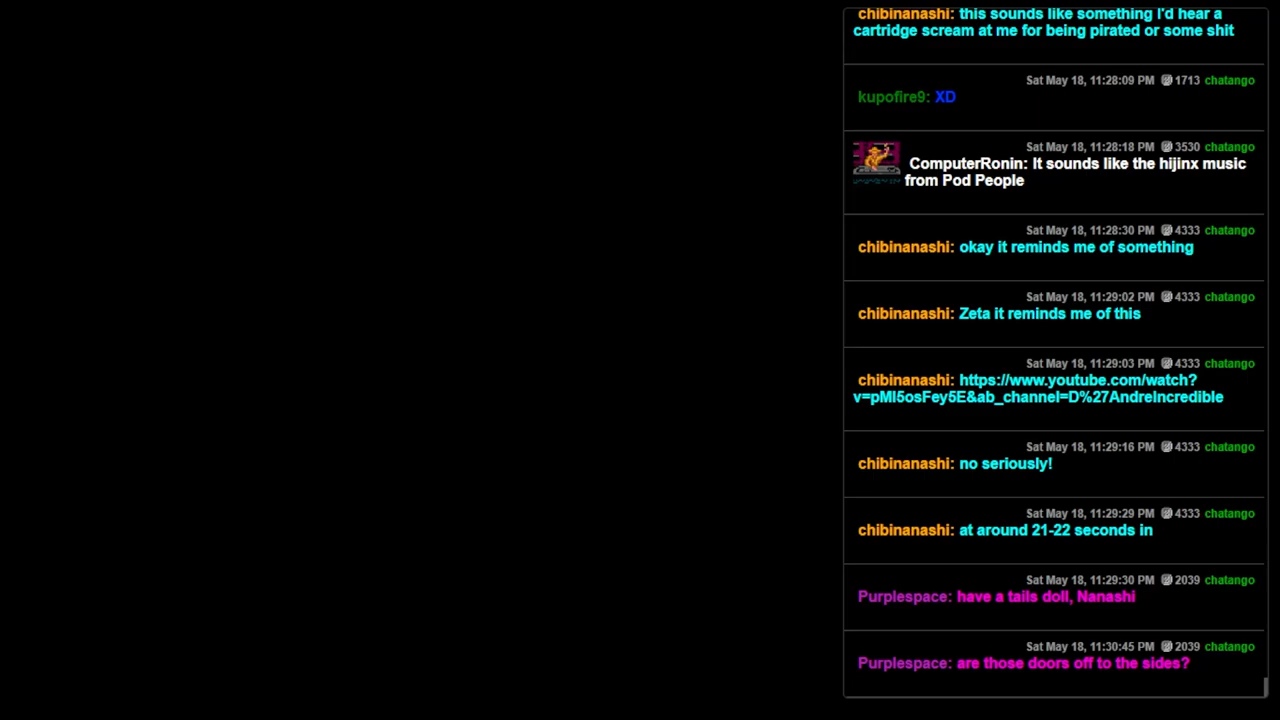 chibinanashi: this sounds like something I'd hear a
cartridge scream at me for being pirated or some shit
Sat May 18, 11:28:09 PM 1713 chatango
kupofire9: XD
Sat May 18, 11:28:18 PM 3530 chatango
ComputerRonin: It sounds like the hijinx music
from Pod People
Sat May 18, 11:28:30 PM 4333 chatango
chibinanashi: okay it reminds me of something
Sat May 18, 11:29:02 PM 4333 chatango
chibinanashi: Zeta it reminds me of this
Sat May 18, 11:29:03 PM 4333 chatango
chibinanashi: https://www.youtube.com/watch?
v=pMl5osFey5E&ab_channel=D%27AndreIncredible
Sat May 18, 11:29:16 PM 4333 chatango
chibinanashi: no seriously!
Sat May 18, 11:29:29 PM 4333 chatango
chibinanashi: at around 21-22 seconds in
Sat May 18, 11:29:30 PM 2039 chatango
Purplespace: have a tails doll, Nanashi
Sat May 18, 11:30:45 PM 2039 chatango
Purplespace: are those doors off to the sides?